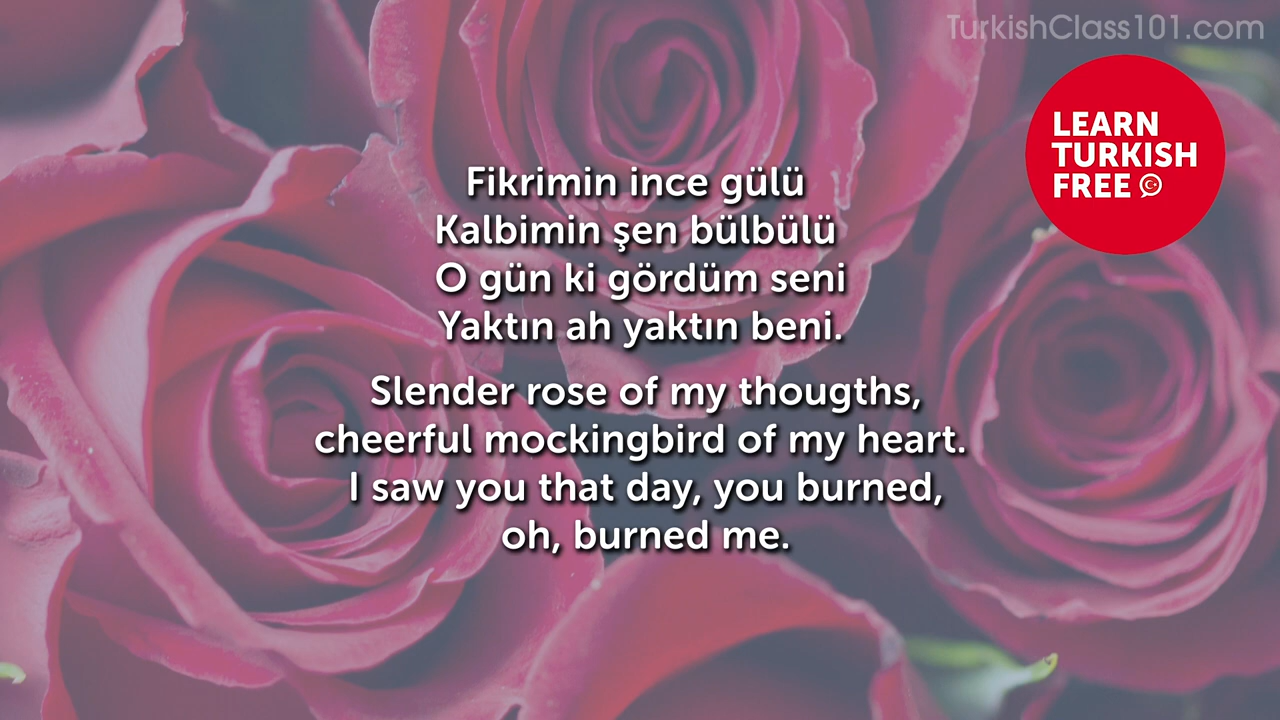 TurkishClass101.com
LEARN
TURKISH
FREE
Fikrimin ince gülü
Kalbimin şen bülbülü
O gün ki gördüm seni
Yaktın ah yaktın beni.
Slender rose of my thougths,
cheerful mockingbird of my heart.
I saw you that day, you burned,
oh, burned me.